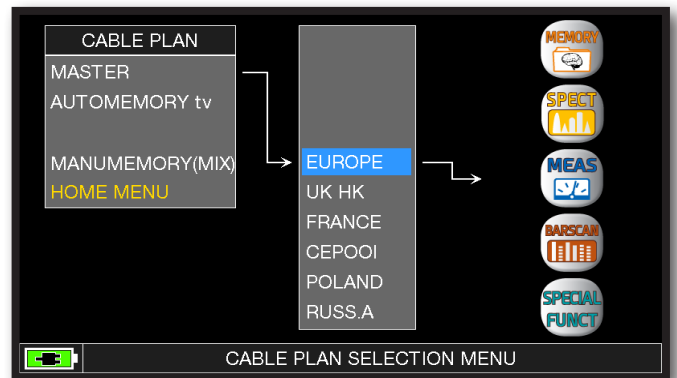 CABLE PLAN
MASTER
AUTOMEMORY tv
MANUMEMORY(MIX)
HOME MENU
EUROPE
UK HK
FRANCE
CEPOOI
POLAND
RUSS.A
MEMORY
SPECT
MEAS
BARSCAN
SPECIAL
FUNCT
CABLE PLAN SELECTION MENU